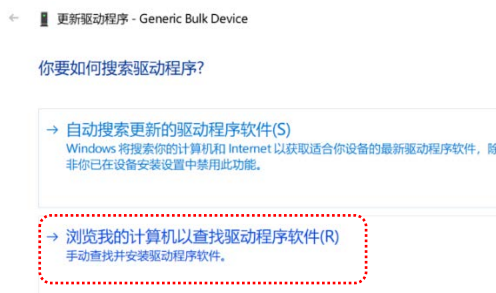 ← 更新驱动程序 - Generic Bulk Device
你要如何搜索驱动程序?
→ 自动搜索更新的驱动程序软件(S)
Windows 将搜索你的计算机和 Internet 以获取适合你设备的最新驱动程序软件，除
非你已在设备安装设置中禁用此功能。
→ 浏览我的计算机以查找驱动程序软件(R)
手动查找并安装驱动程序软件。